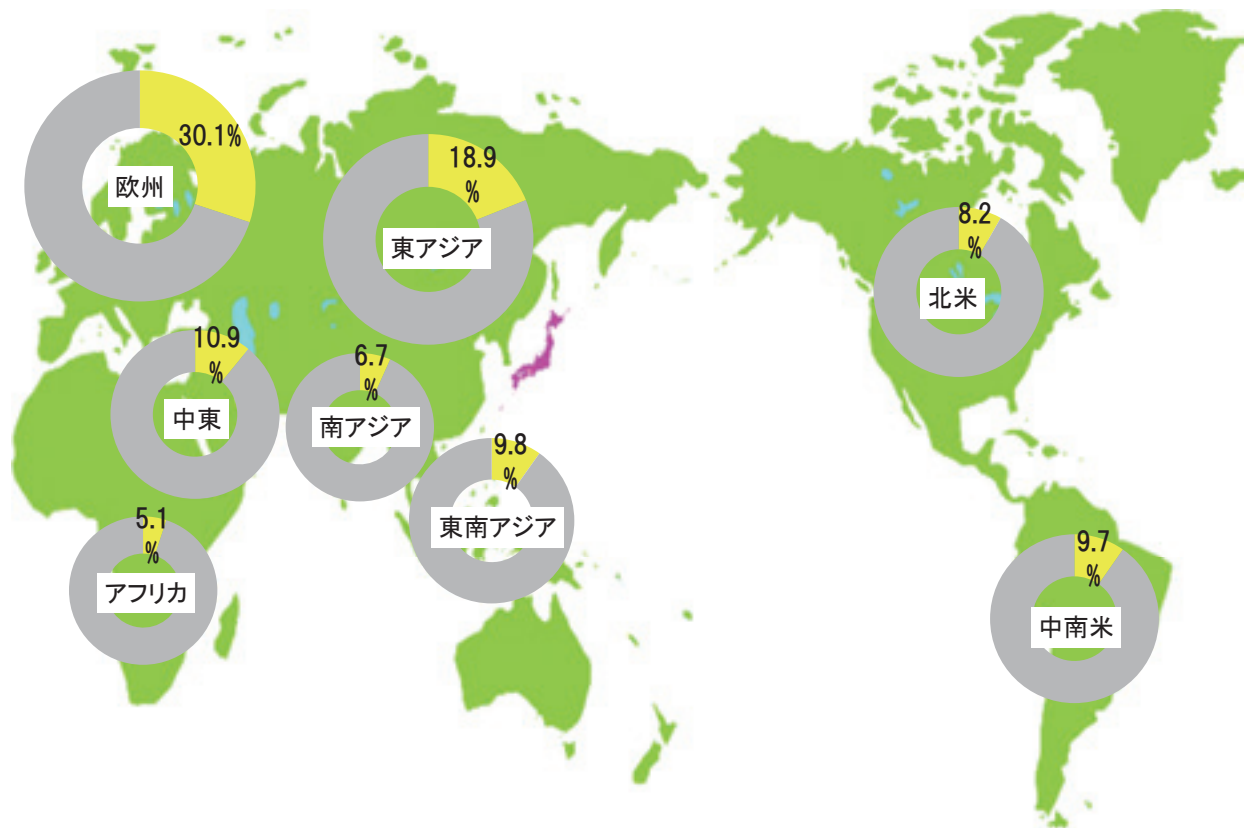 30.1%
欧州
18.9
%
東アジア
8.2
%
北米
10.9
%
中東
6.7
%
南アジア
9.8
%
東南アジア
5.1
%
アフリカ
9.7
%
中南米